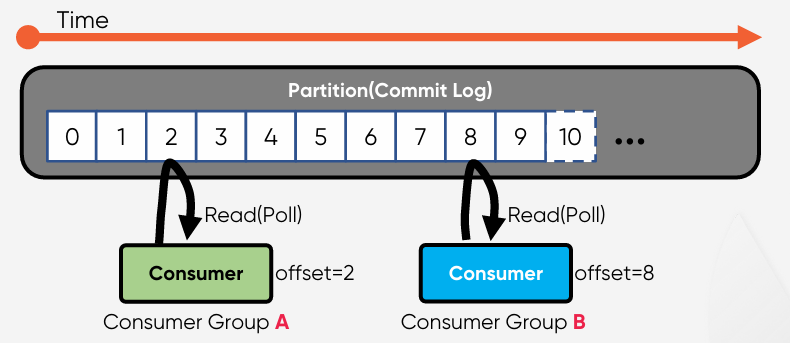 Time
Partition(Commit Log)
0 1 2 3 4 5 6 7 8 9 10 ...
Read(Poll) Read(Poll)
Consumer offset=2 Consumer offset=8
Consumer Group A Consumer Group B